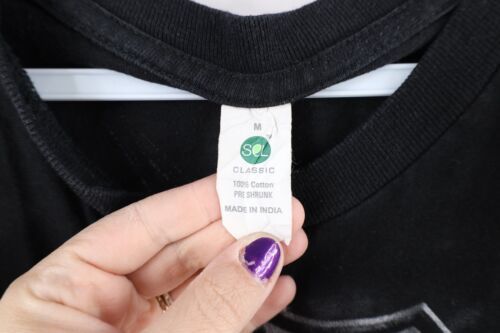 M
SOL
CLASSIC
100% Cotton
PRE SHRUNK
MADE IN INDIA